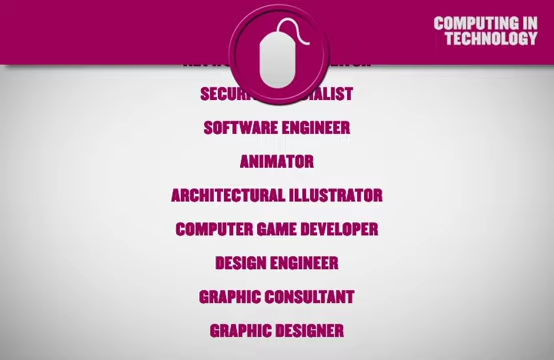 COMPUTING IN
TECHNOLOGY
SOFTWARE ENGINEER
ANIMATOR
ARCHITECTURAL ILLUSTRATOR
COMPUTER GAME DEVELOPER
DESIGN ENGINEER
GRAPHIC CONSULTANT
GRAPHIC DESIGNER